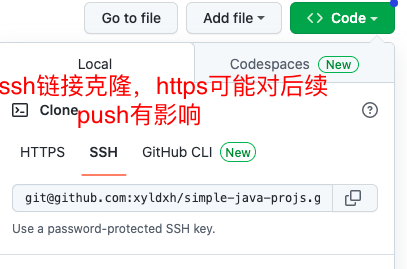 Go to file
Add file
<> Code
Local
Codespaces New
ssh链接克隆，https可能对后续
push有影响
Clone
HTTPS
SSH
GitHub CLI New
git@github.com:xyldxh/simple-java-projs.g
Use a password-protected SSH key.